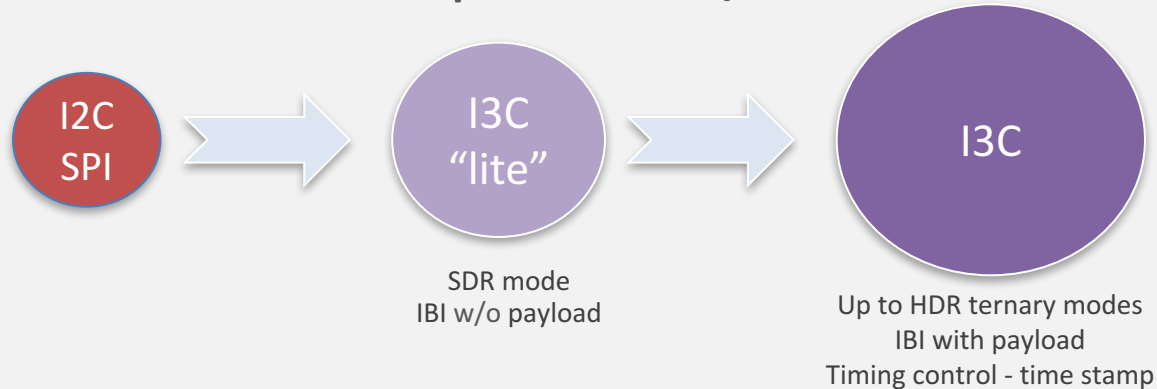 I2C
SPI
I3C
“lite”
I3C
SDR mode
IBI w/o payload
Up to HDR ternary modes
IBI with payload
Timing control - time stamp